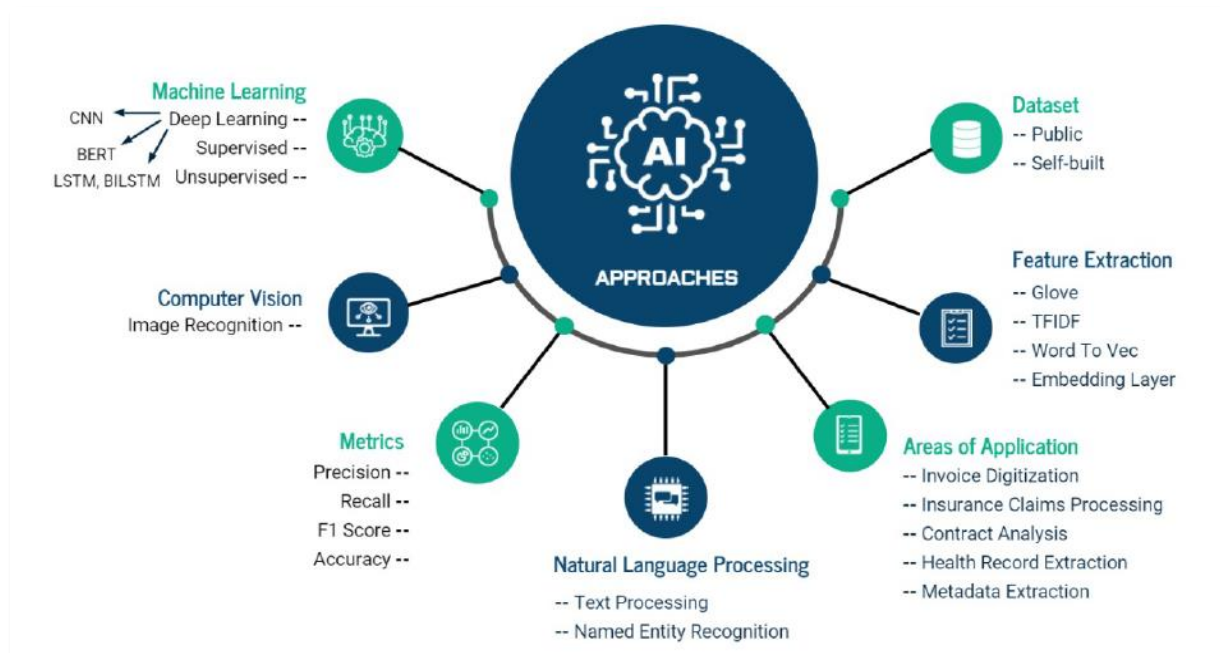 AI
APPROACHES
Machine Learning
Deep Learning --
Supervised --
Unsupervised --
CNN
BERT
LSTM, BILSTM
Computer Vision
Image Recognition --
Metrics
Precision --
Recall --
F1 Score --
Accuracy --
Natural Language Processing
-- Text Processing
-- Named Entity Recognition
Areas of Application
-- Invoice Digitization
-- Insurance Claims Processing
-- Contract Analysis
-- Health Record Extraction
-- Metadata Extraction
Feature Extraction
-- Glove
-- TFIDF
-- Word To Vec
-- Embedding Layer
Dataset
-- Public
-- Self-built